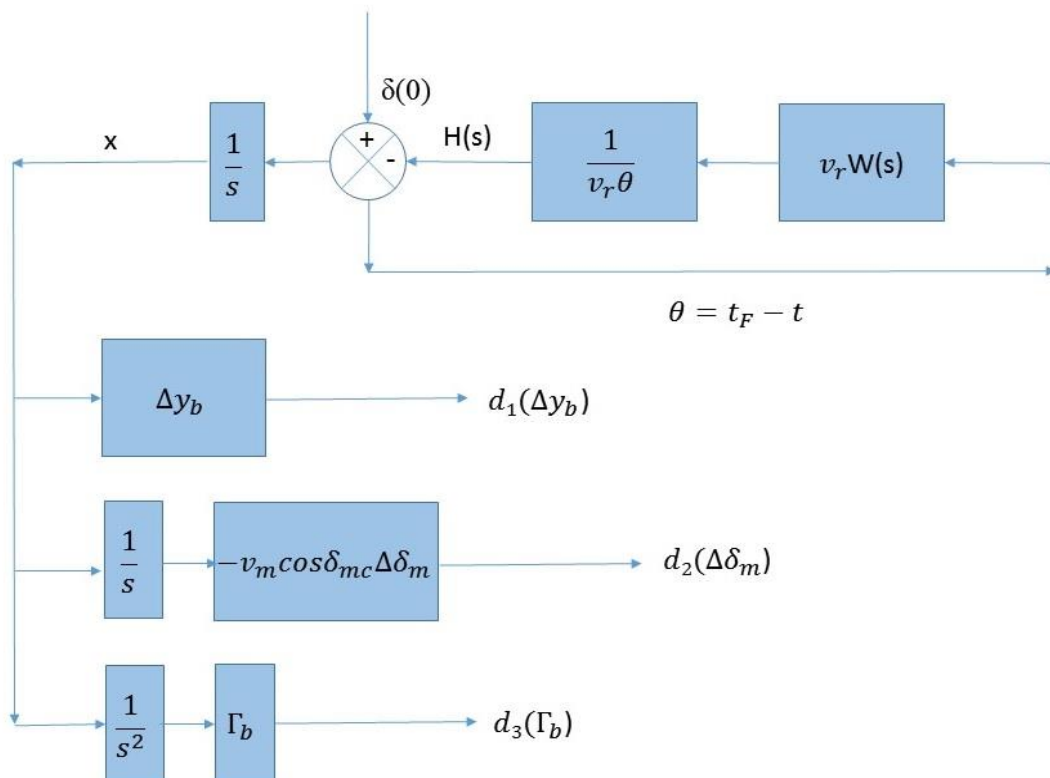 δ(0)
x
1/s
+
-
H(s)
1/(v_r θ)
v_r W(s)
θ = t_F − t
Δy_b
d_1(Δy_b)
1/s
−v_m cosδ_mc Δδ_m
d_2(Δδ_m)
1/s²
Γ_b
d_3(Γ_b)